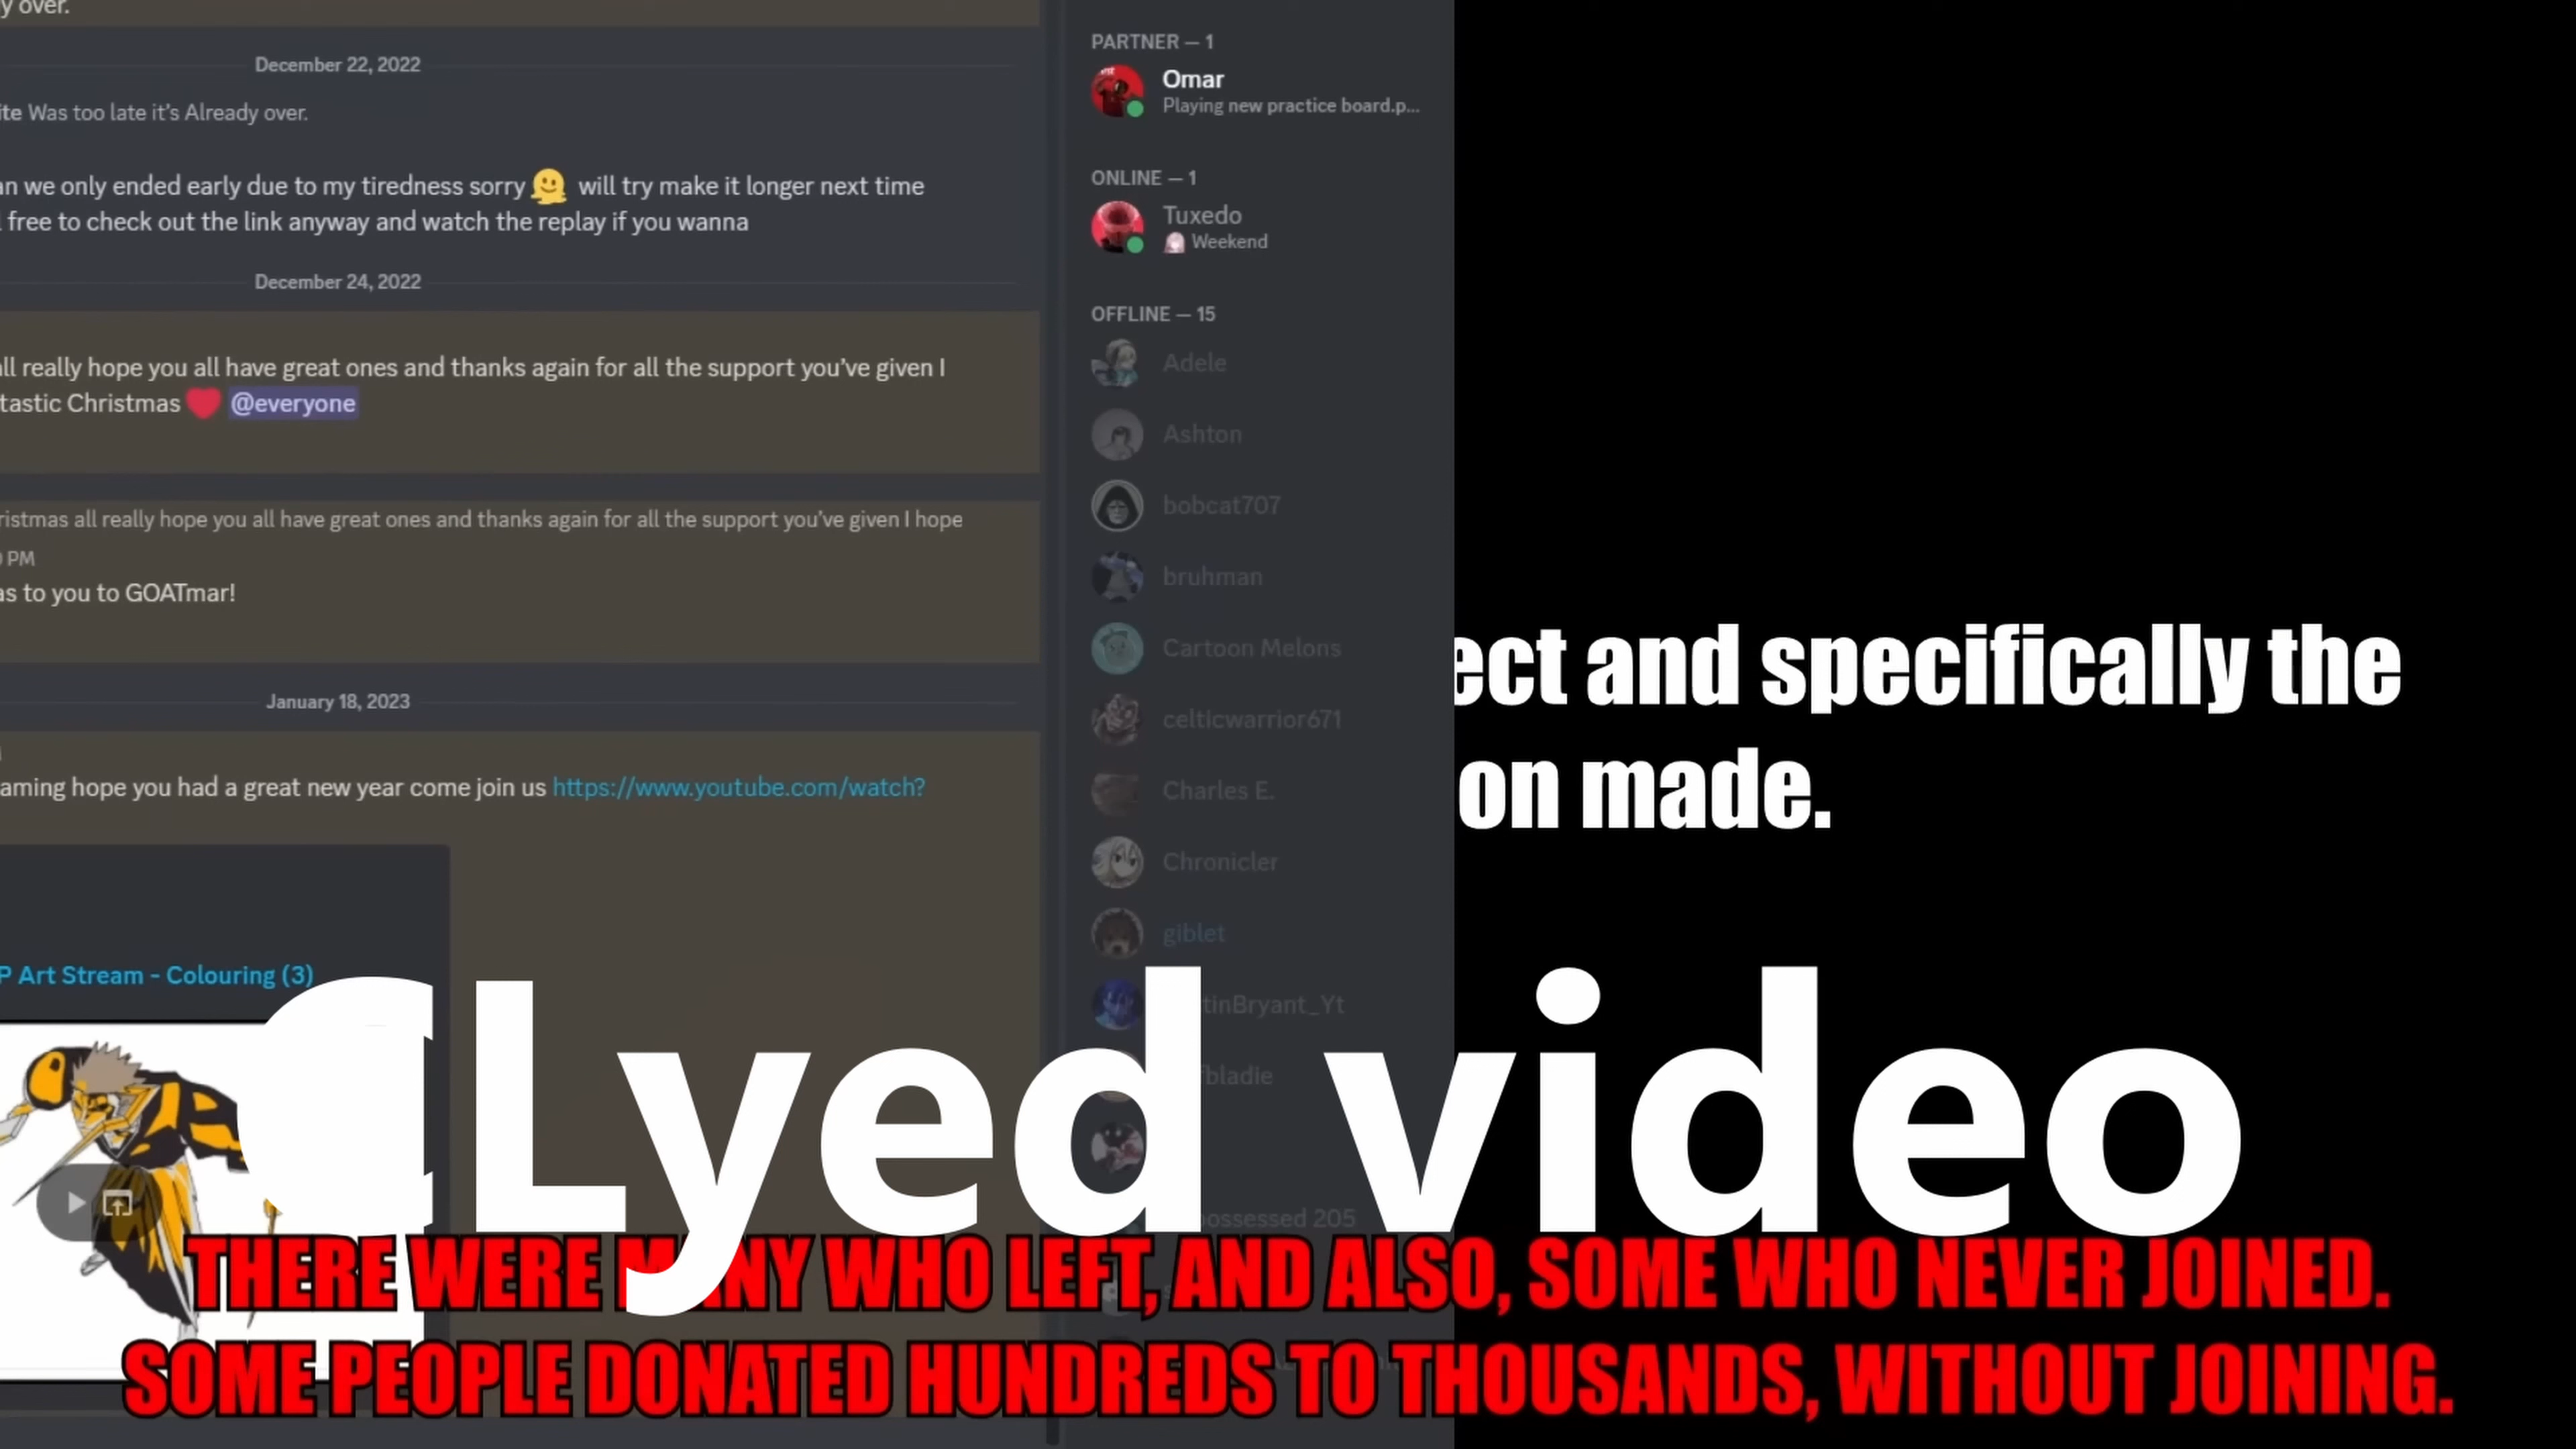 y over.
December 22, 2022
ite Was too late it's Already over.
an we only ended early due to my tiredness sorry 🫠 will try make it longer next time
free to check out the link anyway and watch the replay if you wanna
December 24, 2022
all really hope you all have great ones and thanks again for all the support you've given I
tastic Christmas ❤️ @everyone
ristmas all really hope you all have great ones and thanks again for all the support you've given I hope
PM
as to you to GOATmar!
January 18, 2023
aming hope you had a great new year come join us https://www.youtube.com/watch?
P Art Stream - Colouring (3)
PARTNER — 1
Omar
Playing new practice board.p...
ONLINE — 1
Tuxedo
Weekend
OFFLINE — 15
Adele
Ashton
bobcat707
bruhman
Cartoon Melons
celticwarrior671
Charles E.
Chronicler
giblet
tinBryant_Yt
fbladie
ossessed 205
ect and specifically the
on made.
Lyed video
THERE WERE MANY WHO LEFT, AND ALSO, SOME WHO NEVER JOINED.
SOME PEOPLE DONATED HUNDREDS TO THOUSANDS, WITHOUT JOINING.